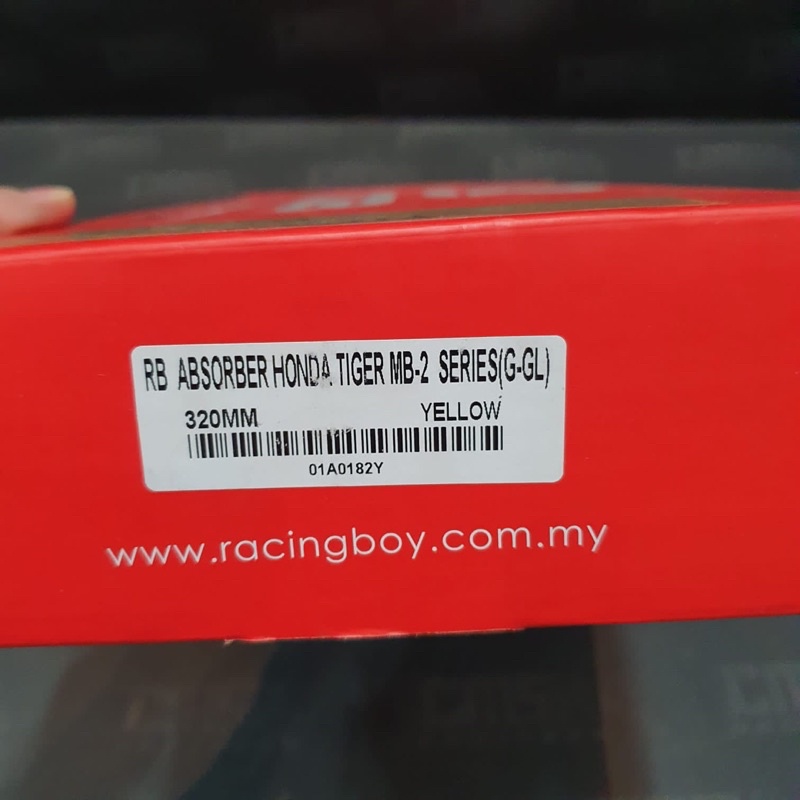 RB ABSORBER HONDA TIGER MB-2 SERIES(G-GL)
320MM YELLOW
01A0182Y
www.racingboy.com.my